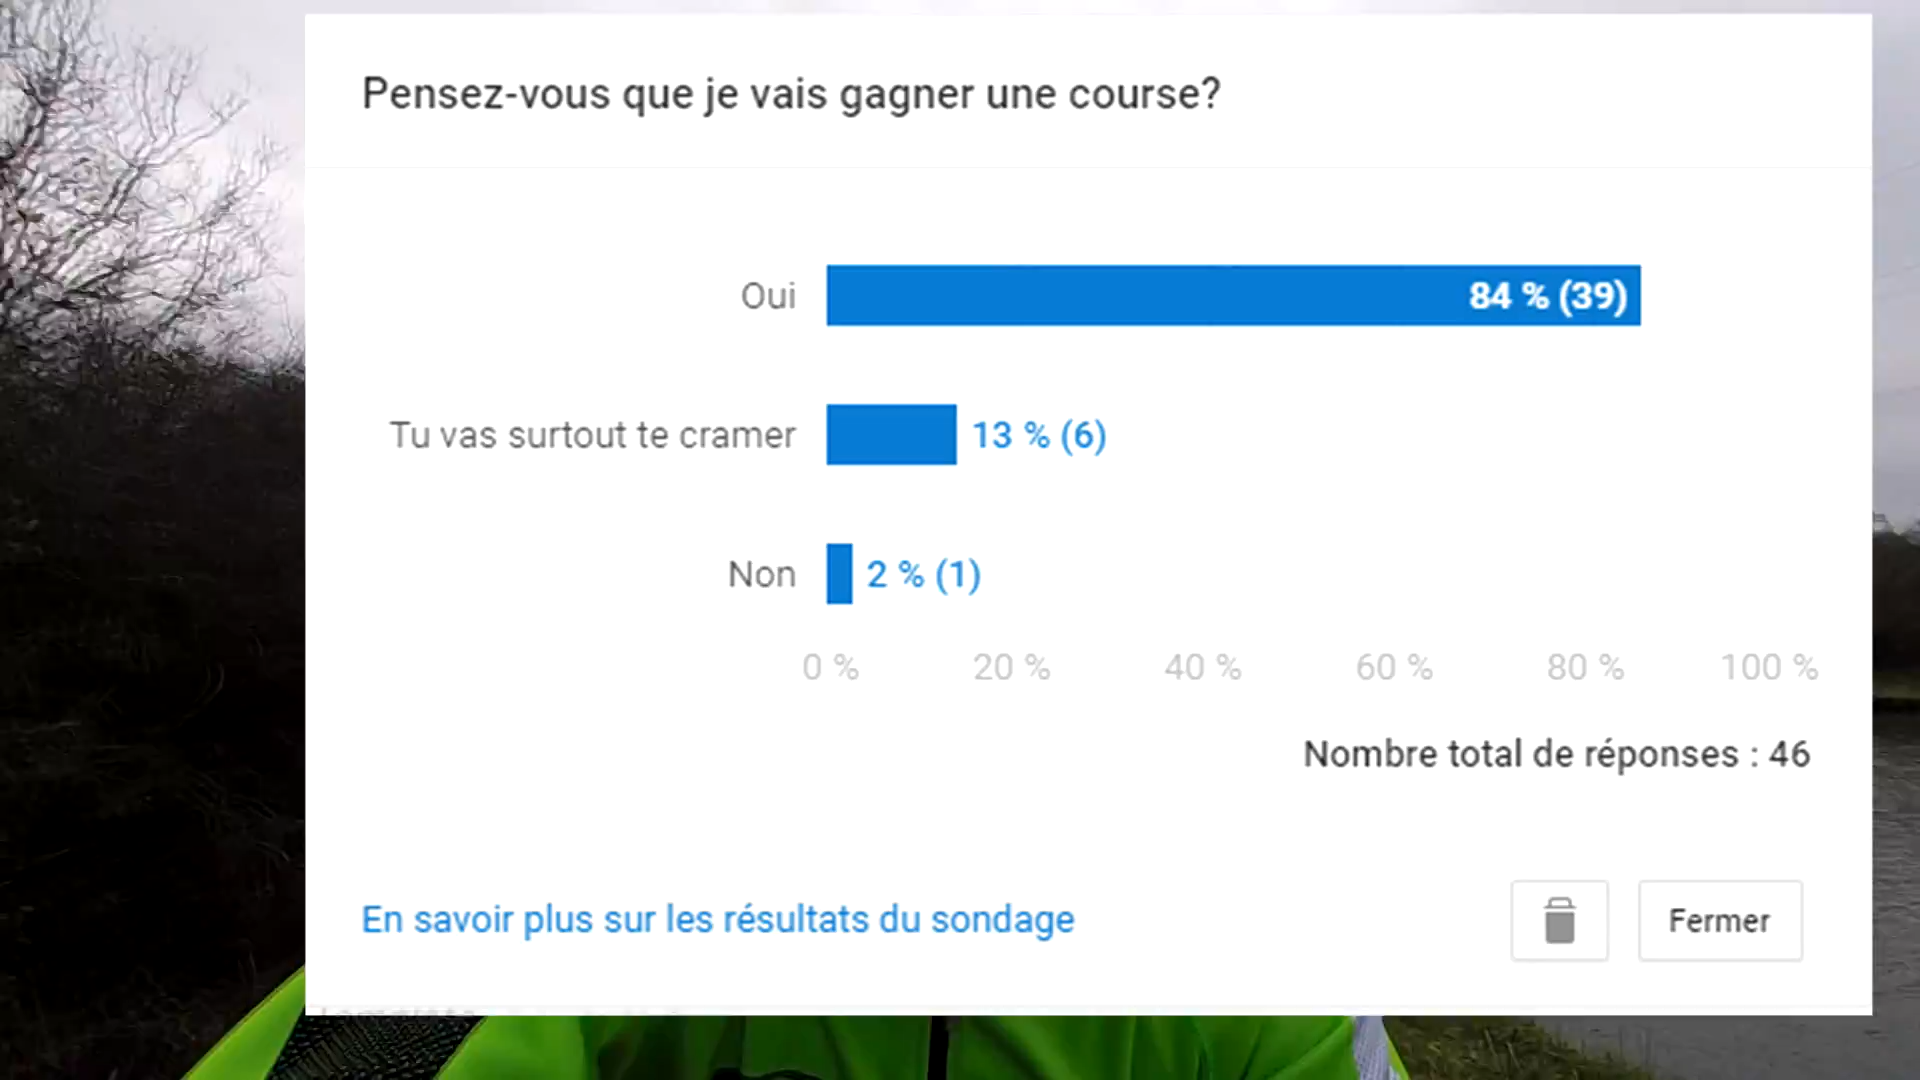 Pensez-vous que je vais gagner une course?
Oui 84 % (39)
Tu vas surtout te cramer 13 % (6)
Non 2 % (1)
0 % 20 % 40 % 60 % 80 % 100 %
Nombre total de réponses : 46
En savoir plus sur les résultats du sondage
Fermer